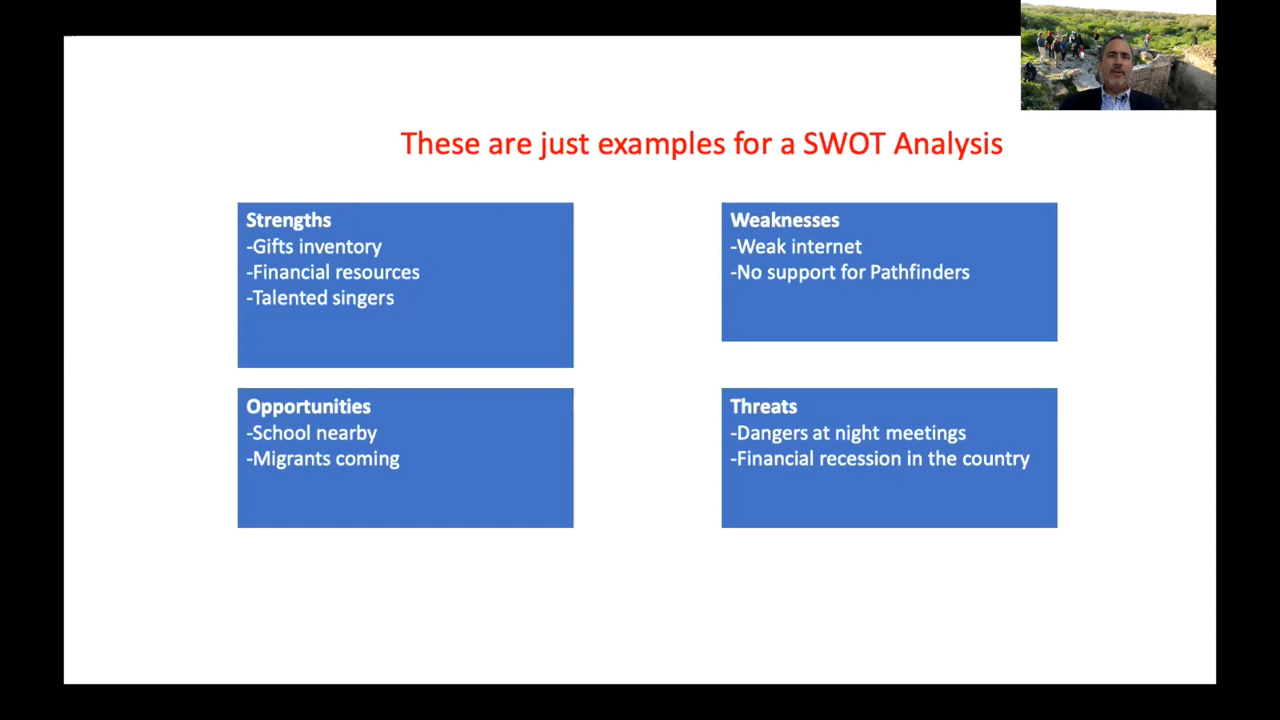 These are just examples for a SWOT Analysis
Strengths
-Gifts inventory
-Financial resources
-Talented singers
Weaknesses
-Weak internet
-No support for Pathfinders
Opportunities
-School nearby
-Migrants coming
Threats
-Dangers at night meetings
-Financial recession in the country